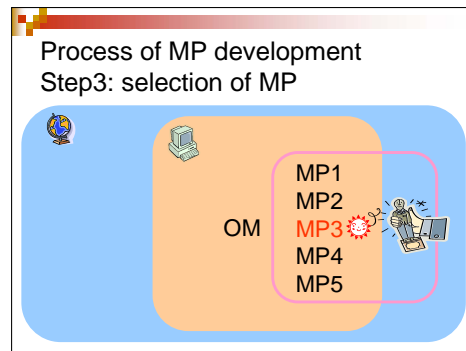 Process of MP development
Step3: selection of MP
MP1
MP2
OM MP3
MP4
MP5